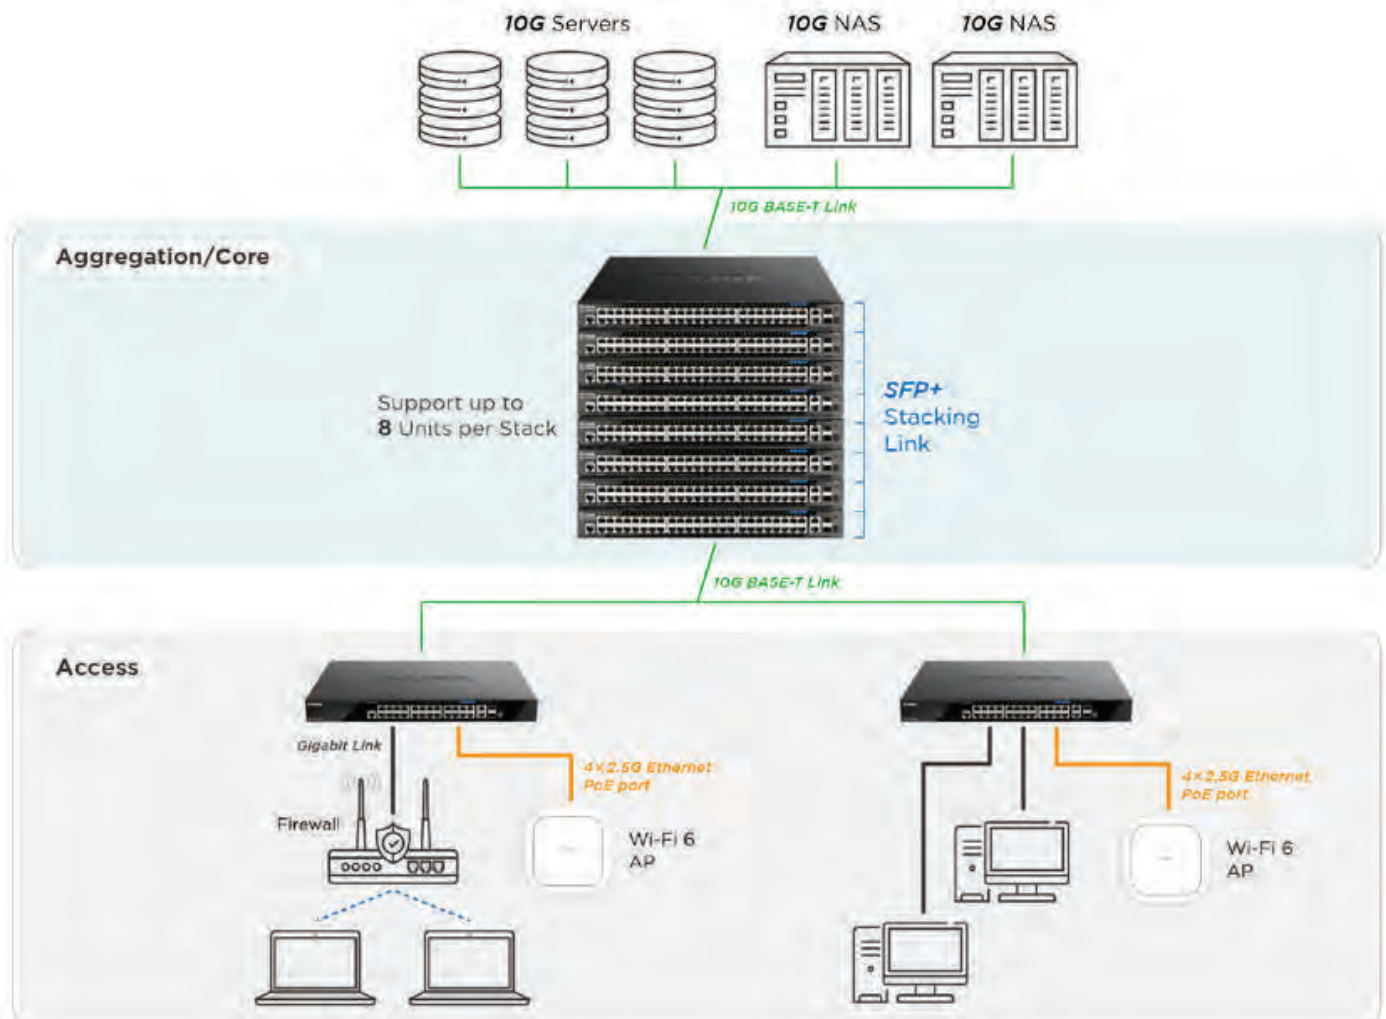 10G Servers
10G NAS
10G NAS
10G BASE-T Link
Aggregation/Core
Support up to
8 Units per Stack
SFP+
Stacking
Link
10G BASE-T Link
Access
Gigabit Link
4×2.5G Ethernet
PoE port
Firewall
Wi-Fi 6
AP
4×2.5G Ethernet
PoE port
Wi-Fi 6
AP